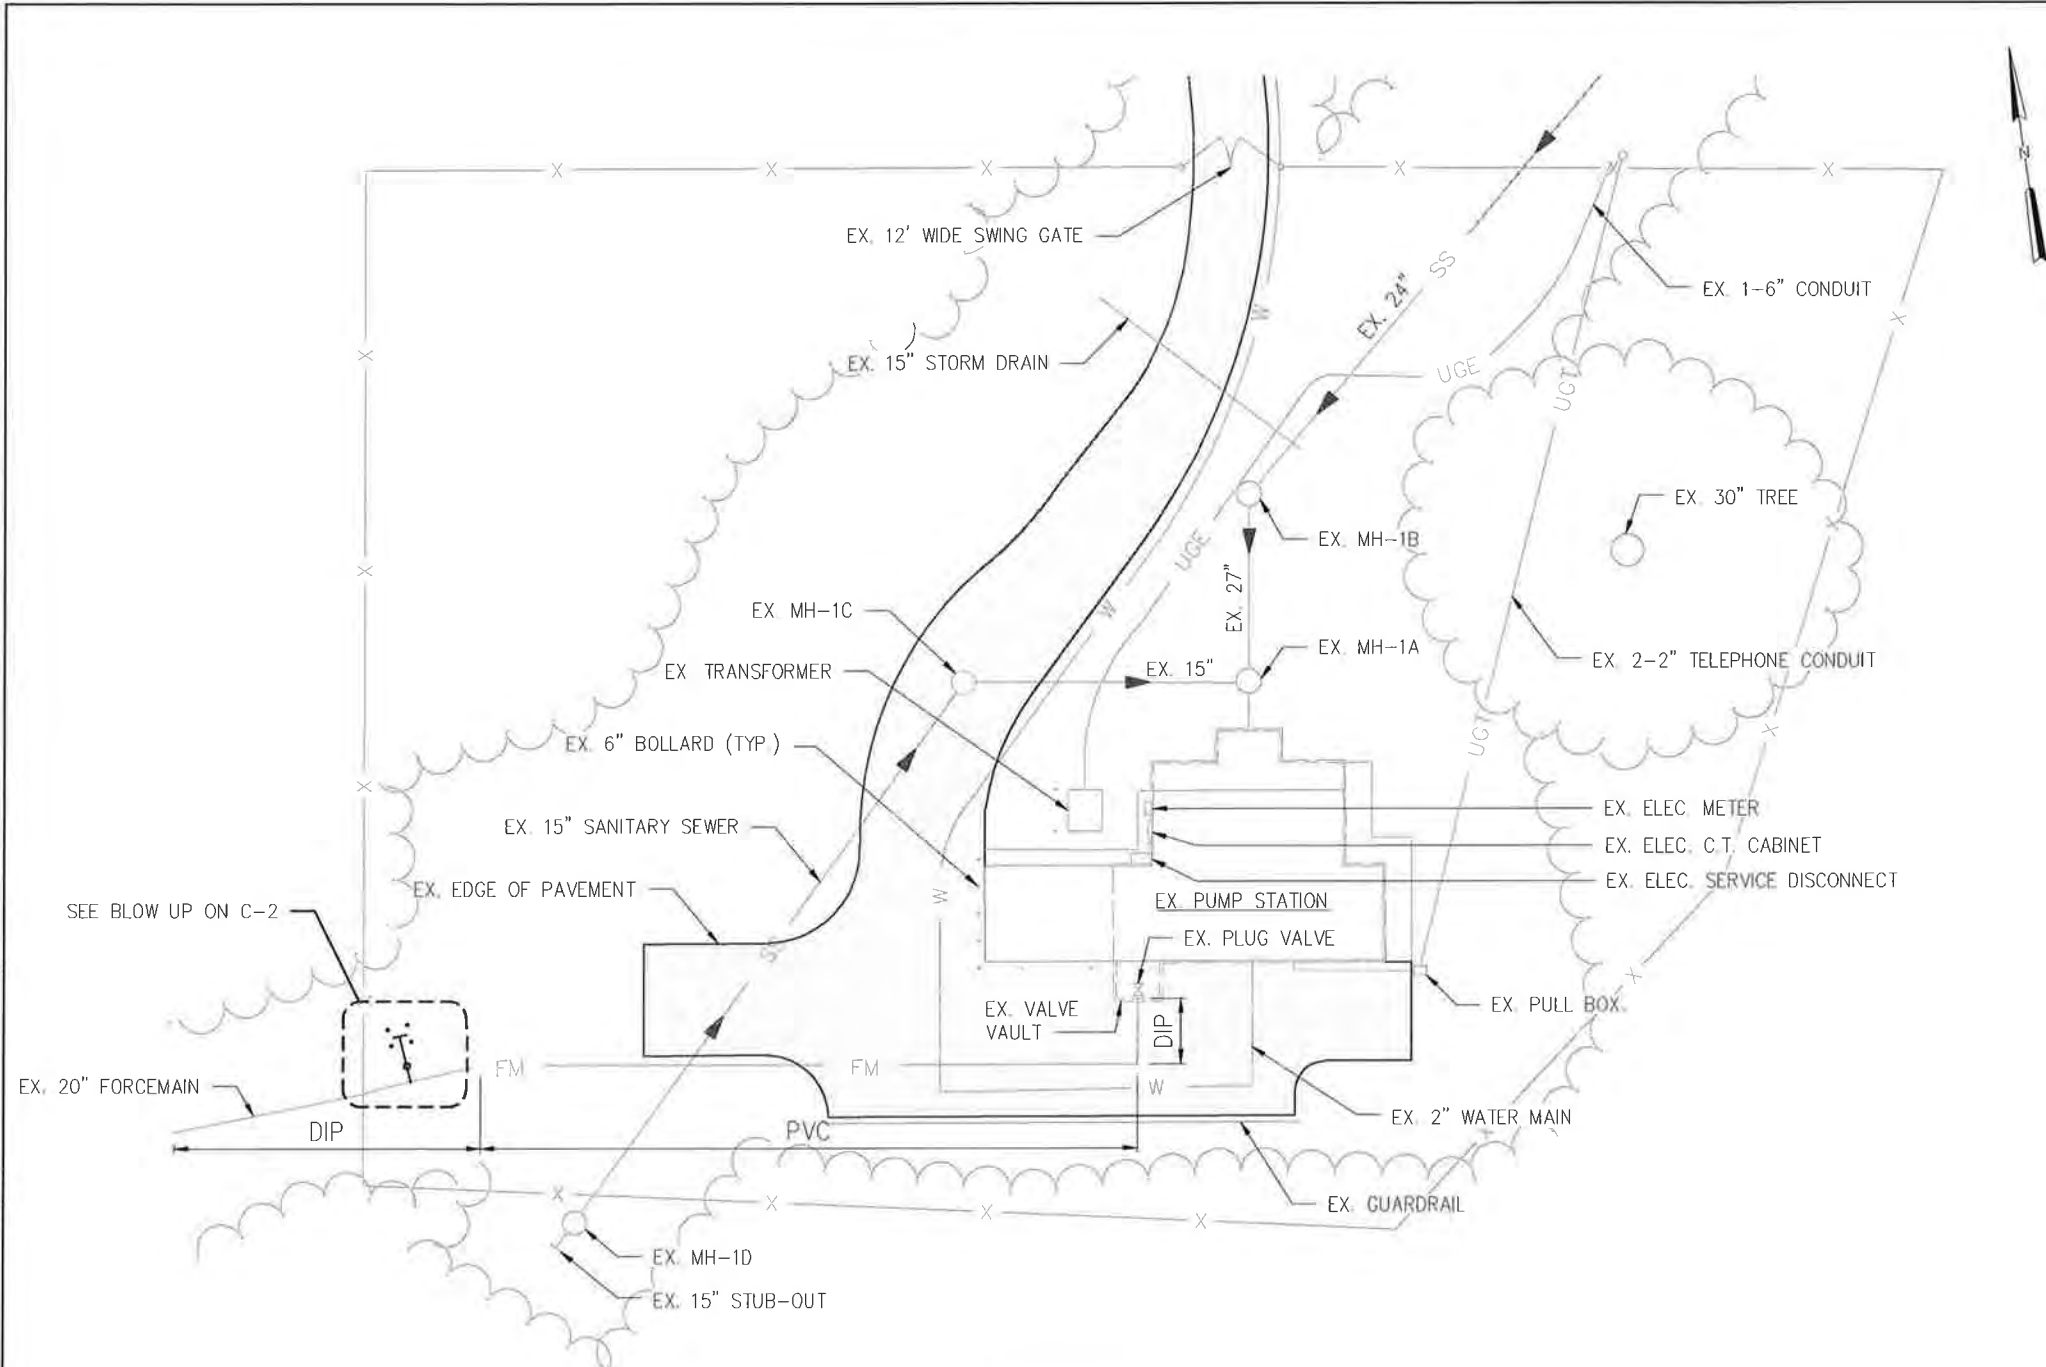 N
X X X X X
EX. 12' WIDE SWING GATE
SS
EX. 1-6" CONDUIT
EX. 24"
W
X
X
EX. 15" STORM DRAIN
UGE
UGT
EX. 30" TREE
X
EX. MH-1B
UGE
X
EX. 27"
EX. MH-1C
W
EX. MH-1A
EX. 2-2" TELEPHONE CONDUIT
EX TRANSFORMER
EX. 15"
X
UGT
EX. 6" BOLLARD (TYP.)
X
EX. ELEC. METER
EX. 15" SANITARY SEWER
EX. ELEC. C.T. CABINET
EX. ELEC. SERVICE DISCONNECT
EX. EDGE OF PAVEMENT
W
EX. PUMP STATION
SEE BLOW UP ON C-2
EX. PLUG VALVE
SS
X
EX. VALVE
VAULT
EX. PULL BOX.
DIP
FM
FM
EX. 20" FORCEMAIN
W
EX. 2" WATER MAIN
DIP
PVC
X
X X X X
EX. GUARDRAIL
EX. MH-1D
EX. 15" STUB-OUT